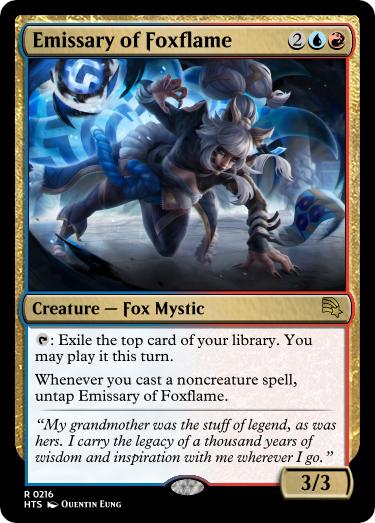 Emissary of Foxflame 2
Creature — Fox Mystic
: Exile the top card of your library. You
may play it this turn.
Whenever you cast a noncreature spell,
untap Emissary of Foxflame.
“My grandmother was the stuff of legend, as was
hers. I carry the legacy of a thousand years of
wisdom and inspiration with me wherever I go.”
3/3
R 0216
HTS Quentin Eung